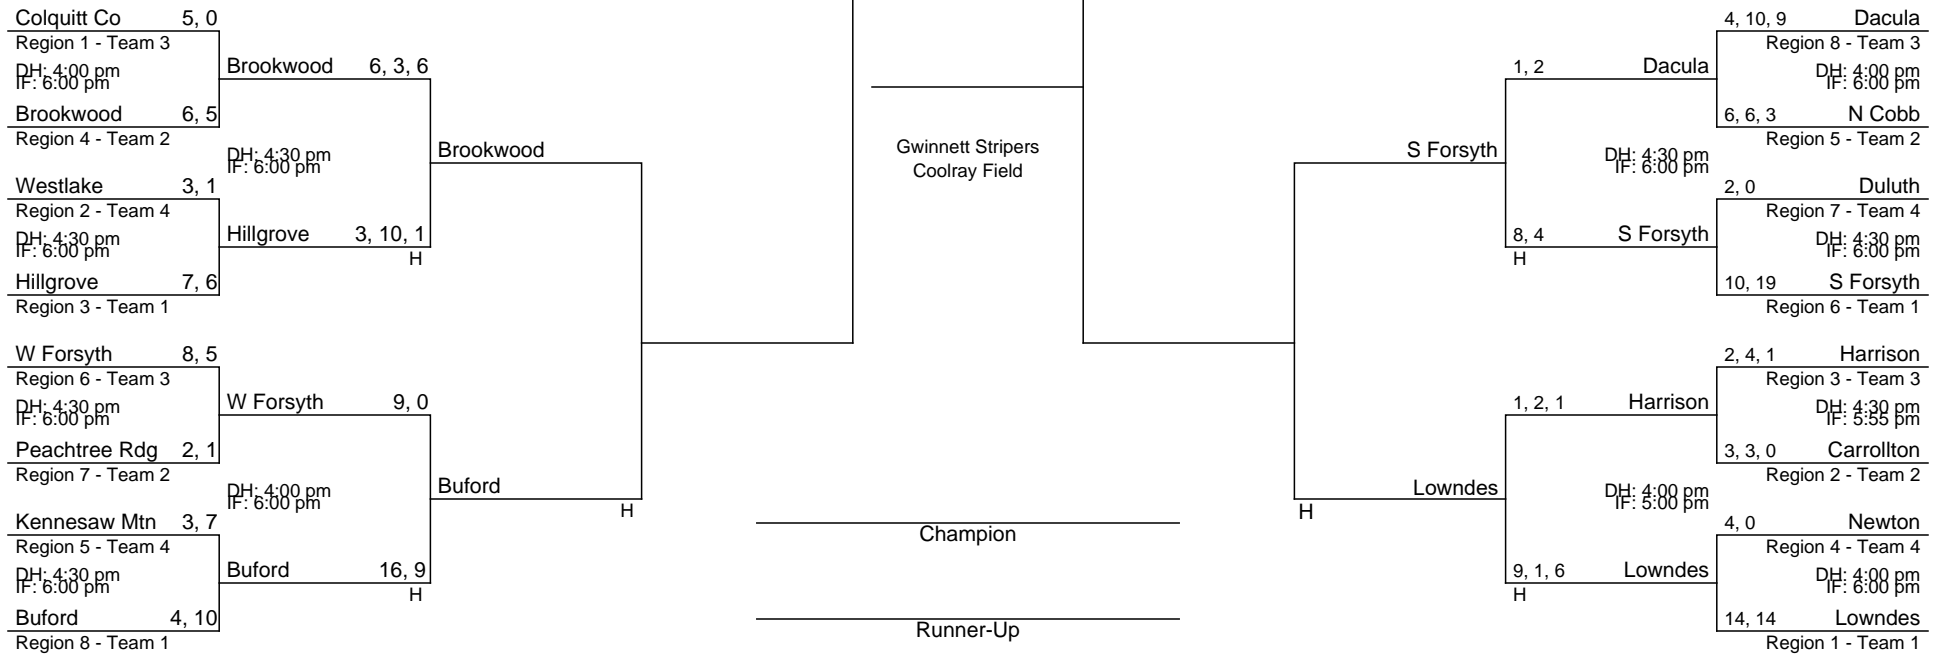 Colquitt Co 5, 0
Region 1 - Team 3
DH: 4:00 pm
IF: 6:00 pm
Brookwood 6, 5
Region 4 - Team 2
Westlake 3, 1
Region 2 - Team 4
DH: 4:30 pm
IF: 6:00 pm
Hillgrove 7, 6
Region 3 - Team 1
W Forsyth 8, 5
Region 6 - Team 3
DH: 4:30 pm
IF: 6:00 pm
Peachtree Rdg 2, 1
Region 7 - Team 2
Kennesaw Mtn 3, 7
Region 5 - Team 4
DH: 4:30 pm
IF: 6:00 pm
Buford 4, 10
Region 8 - Team 1
Brookwood 6, 3, 6
DH: 4:30 pm
IF: 6:00 pm
Hillgrove 3, 10, 1
H
W Forsyth 9, 0
DH: 4:00 pm
IF: 6:00 pm
Buford 16, 9
H
Brookwood
Buford
H
Gwinnett Stripers
Coolray Field
Champion
Runner-Up
S Forsyth
Lowndes
H
1, 2 Dacula
DH: 4:30 pm
IF: 6:00 pm
8, 4 S Forsyth
H
1, 2, 1 Harrison
DH: 4:00 pm
IF: 5:00 pm
9, 1, 6 Lowndes
H
4, 10, 9 Dacula
Region 8 - Team 3
DH: 4:00 pm
IF: 6:00 pm
6, 6, 3 N Cobb
Region 5 - Team 2
2, 0 Duluth
Region 7 - Team 4
DH: 4:30 pm
IF: 6:00 pm
10, 19 S Forsyth
Region 6 - Team 1
2, 4, 1 Harrison
Region 3 - Team 3
DH: 4:30 pm
IF: 5:55 pm
3, 3, 0 Carrollton
Region 2 - Team 2
4, 0 Newton
Region 4 - Team 4
DH: 4:00 pm
IF: 6:00 pm
14, 14 Lowndes
Region 1 - Team 1